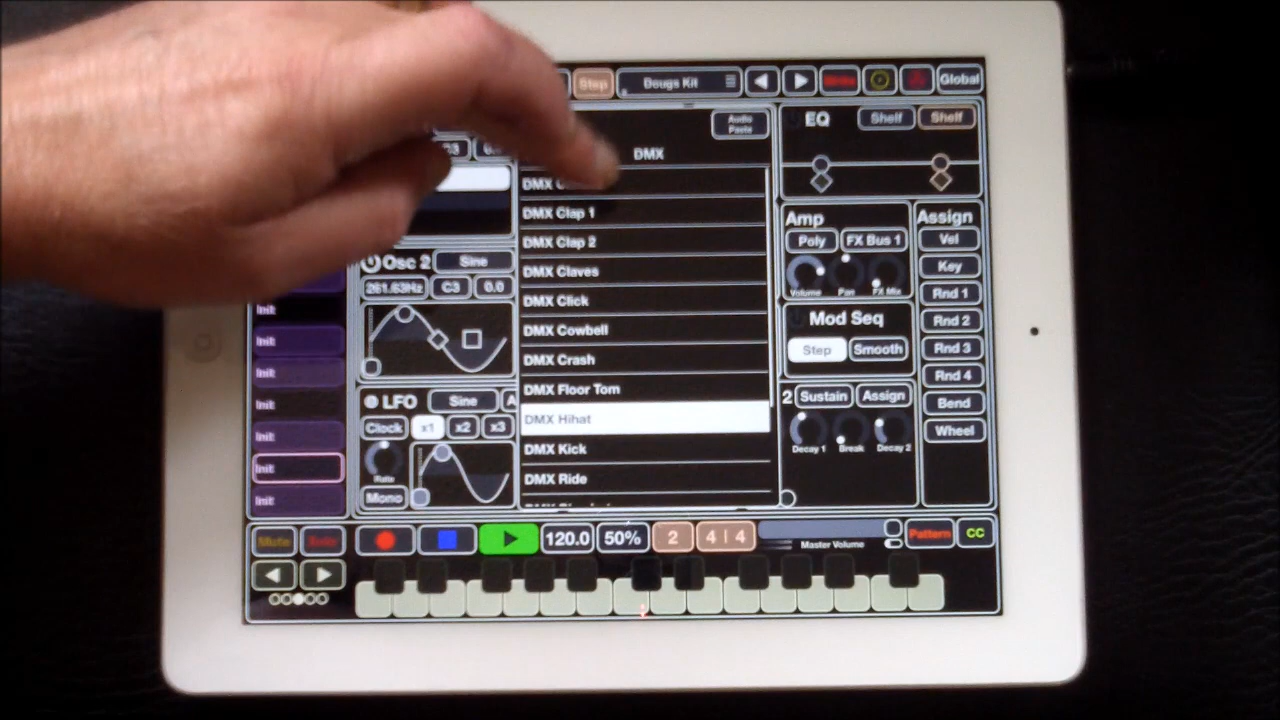 Step Dougs Kit Global
Audio
Paste
EQ Shelf Shelf
C3
DMX
DMX Clap 1
DMX Clap 2
DMX Claves
DMX Click
DMX Cowbell
DMX Crash
DMX Floor Tom
DMX Hihat
DMX Kick
DMX Ride
Osc 2 Sine
261.63Hz C3 0.0
LFO Sine A
Clock x1 x2 x3
Rate
Mono
Amp
Poly FX Bus 1
Volume Pan FX Mix
Mod Seq
Step Smooth
2 Sustain Assign
Decay 1 Break Decay 2
Assign
Vel
Key
Rnd 1
Rnd 2
Rnd 3
Rnd 4
Bend
Wheel
Init
Init
Init
Init
Init
Init
Init
Mute Solo 120.0 50% 2 4 | 4 Master Volume Pattern CC